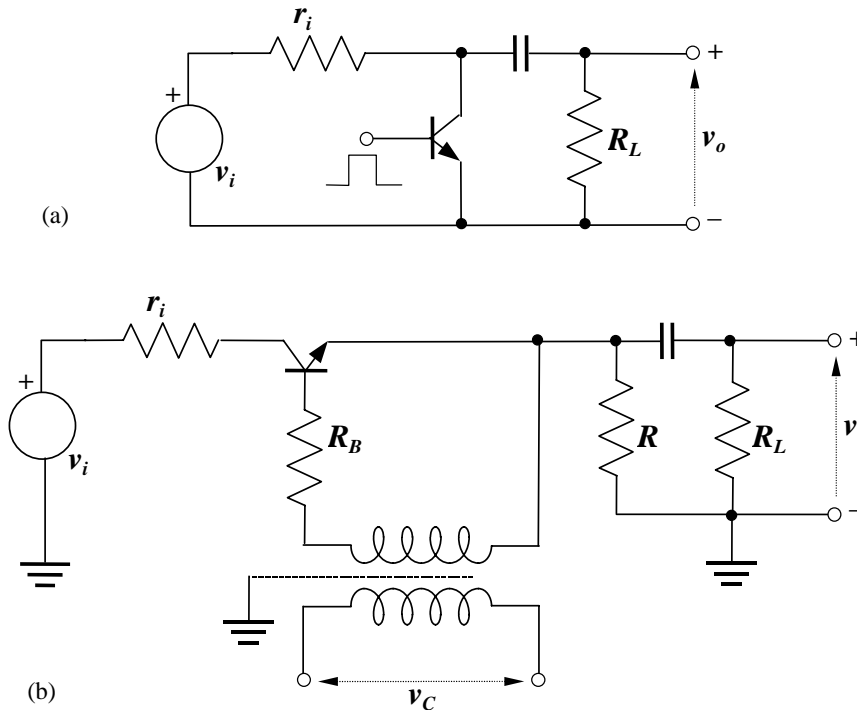 r_i
+
+
v_i
R_L
v_o
−
(a)
r_i
+
+
v_i
R_B
R
R_L
v
−
v_C
(b)